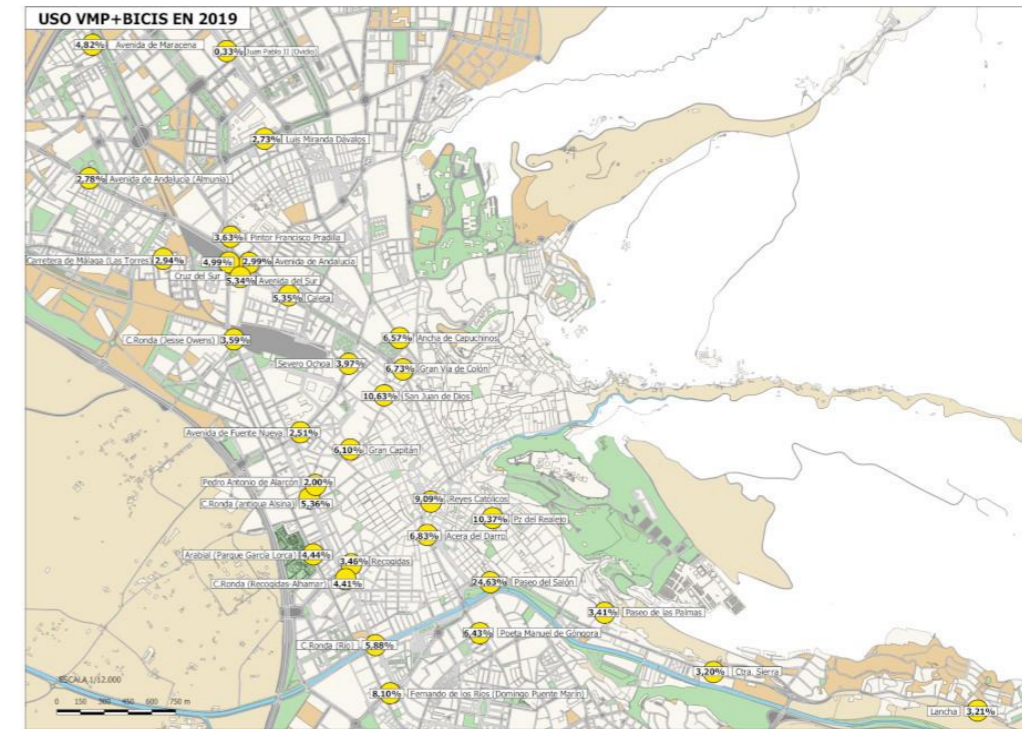 USO VMP+BICIS EN 2019
4,82% Avenida de Maracena
0,33% Juan Pablo II (Ovidio)
2,73% Luis Miranda Dávalos
2,78% Avenida de Andalucía (Almunia)
3,63% Pintor Francisco Pradilla
Carretera de Málaga (Las Torres) 2,94%
4,99% 2,99% Avenida de Andalucía
Cruz del Sur
5,34% Avenida del Sur
5,35% Caleta
C.Ronda (Jesse Owens) 3,59%
6,57% Ancha de Capuchinos
Severo Ochoa 3,97%
6,73% Gran Vía de Colón
10,63% San Juan de Dios
Avenida de Fuente Nueva 2,51%
6,10% Gran Capitán
Pedro Antonio de Alarcón 2,00%
C.Ronda (antigua Alsina) 5,36%
9,09% Reyes Católicos
10,37% Pz del Realejo
6,83% Acera del Darro
Arabial (Parque García Lorca) 4,44%
3,46% Recogidas
C.Ronda (Recogidas-Alhamar) 4,41%
24,63% Paseo del Salón
3,41% Paseo de las Palmas
6,43% Poeta Manuel de Góngora
C.Ronda (Río) 5,88%
3,20% Ctra. Sierra
8,10% Fernando de los Ríos (Domingo Puente Marín)
Lancha 3,21%
ESCALA 1/12.000
0 150 300 450 600 750 m